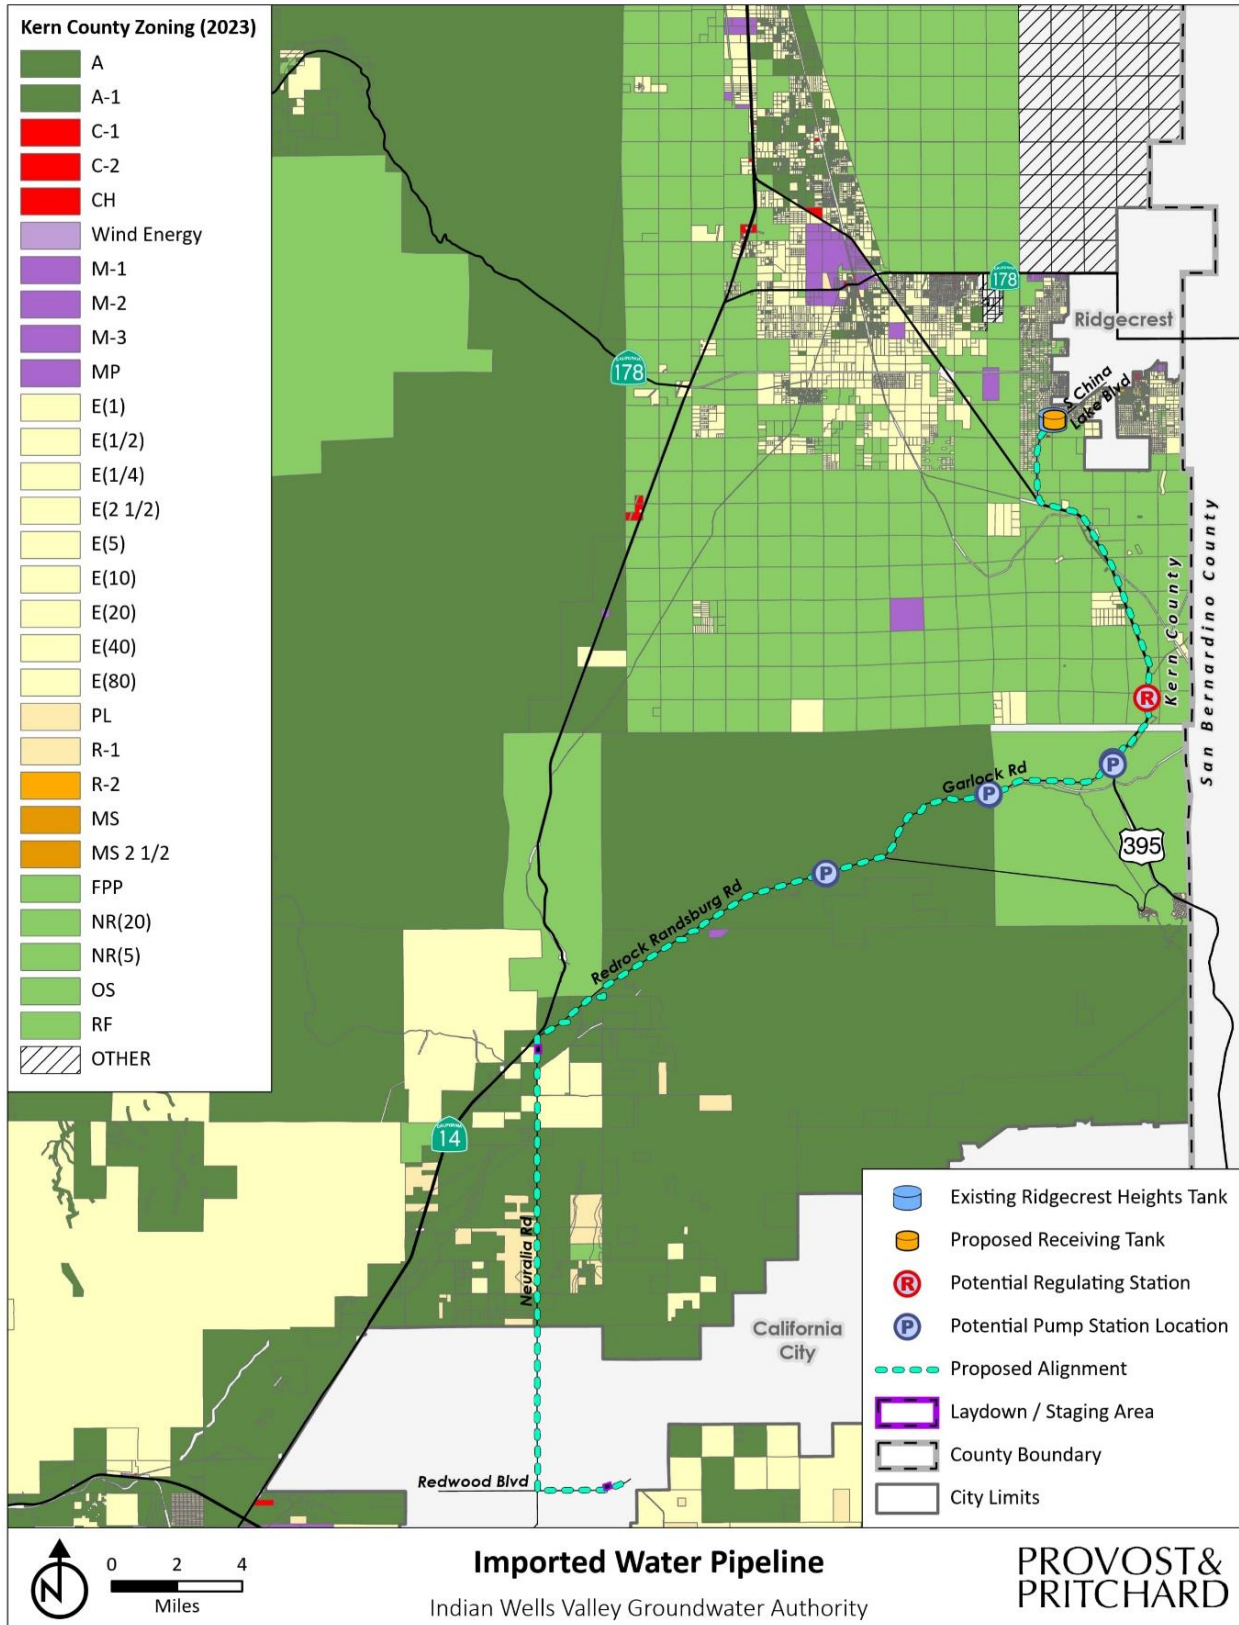 Kern County Zoning (2023)
A
A-1
C-1
C-2
CH
Wind Energy
M-1
M-2
M-3
MP
E(1)
E(1/2)
E(1/4)
E(2 1/2)
E(5)
E(10)
E(20)
E(40)
E(80)
PL
R-1
R-2
MS
MS 2 1/2
FPP
NR(20)
NR(5)
OS
RF
OTHER
CALIFORNIA
178
Ridgecrest
CALIFORNIA
178
S China
Lake Blvd
Kern County
San Bernardino County
R
P
Garlock Rd
P
395
P
Redrock Randsburg Rd
CALIFORNIA
14
Neuralia Rd
California
City
Redwood Blvd
Existing Ridgecrest Heights Tank
Proposed Receiving Tank
R Potential Regulating Station
P Potential Pump Station Location
Proposed Alignment
Laydown / Staging Area
County Boundary
City Limits
N
0 2 4
Miles
Imported Water Pipeline
Indian Wells Valley Groundwater Authority
PROVOST&
PRITCHARD